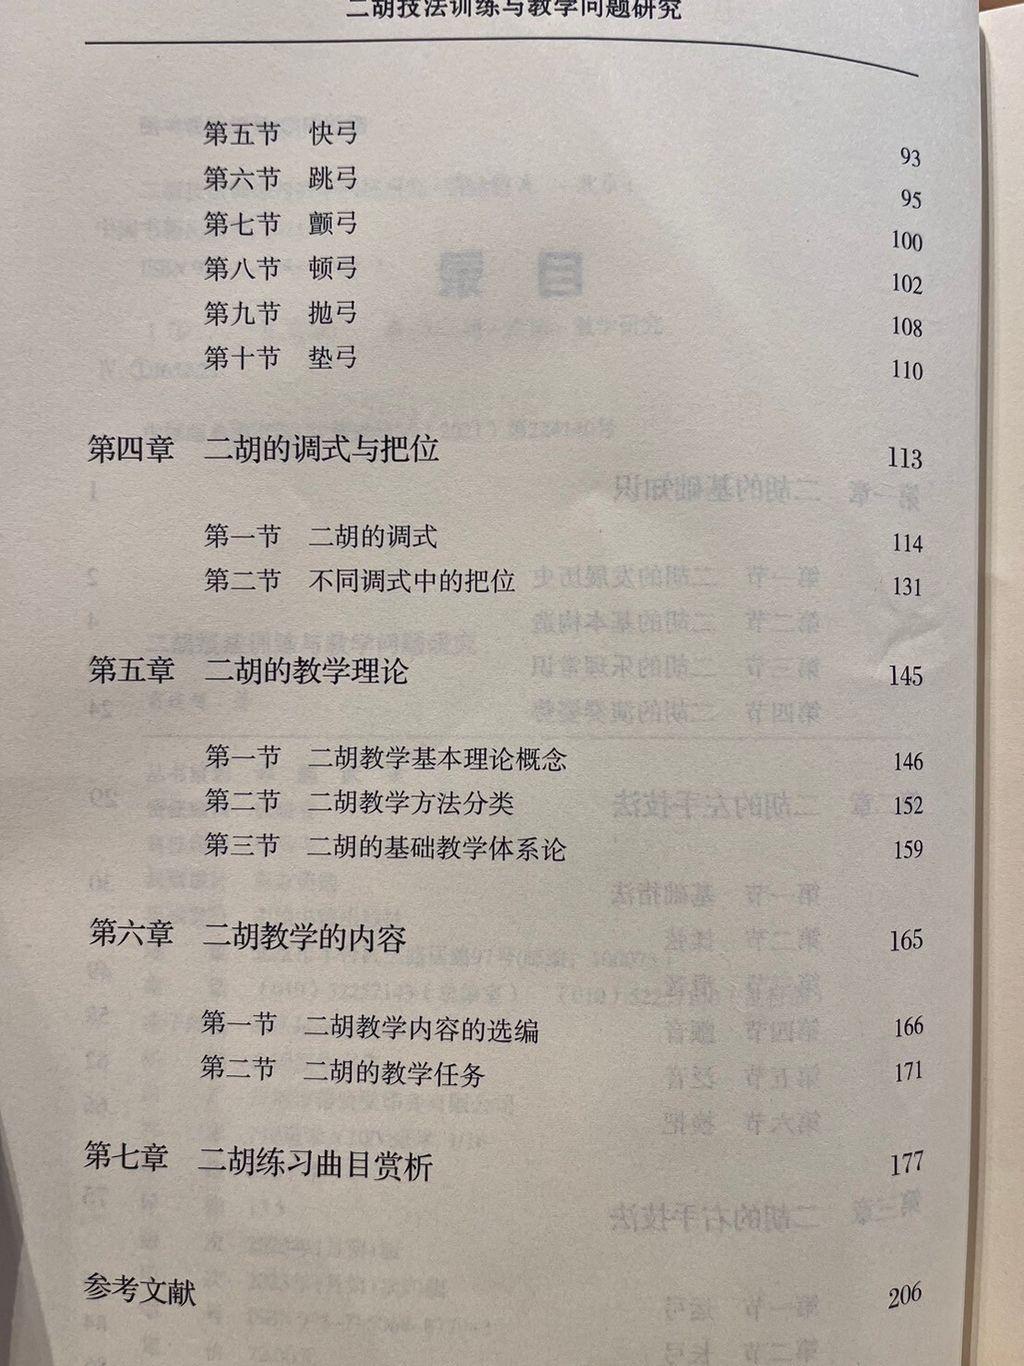 二胡技法训练与教学问题研究
第五节 快弓 93
第六节 跳弓 95
第七节 颤弓 100
第八节 顿弓 102
第九节 抛弓 108
第十节 垫弓 110
第四章 二胡的调式与把位 113
第一节 二胡的调式 114
第二节 不同调式中的把位 131
第五章 二胡的教学理论 145
第一节 二胡教学基本理论概念 146
第二节 二胡教学方法分类 152
第三节 二胡的基础教学体系论 159
第六章 二胡教学的内容 165
第一节 二胡教学内容的选编 166
第二节 二胡的教学任务 171
第七章 二胡练习曲目赏析 177
参考文献 206